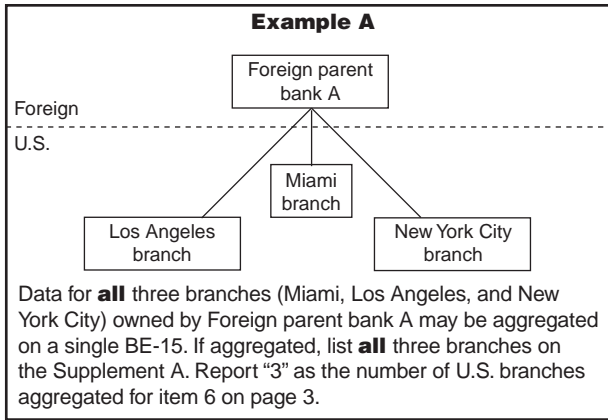 Example A
Foreign parent
bank A
Foreign
U.S.
Miami
branch
Los Angeles
branch
New York City
branch
Data for all three branches (Miami, Los Angeles, and New
York City) owned by Foreign parent bank A may be aggregated
on a single BE-15. If aggregated, list all three branches on
the Supplement A. Report “3” as the number of U.S. branches
aggregated for item 6 on page 3.